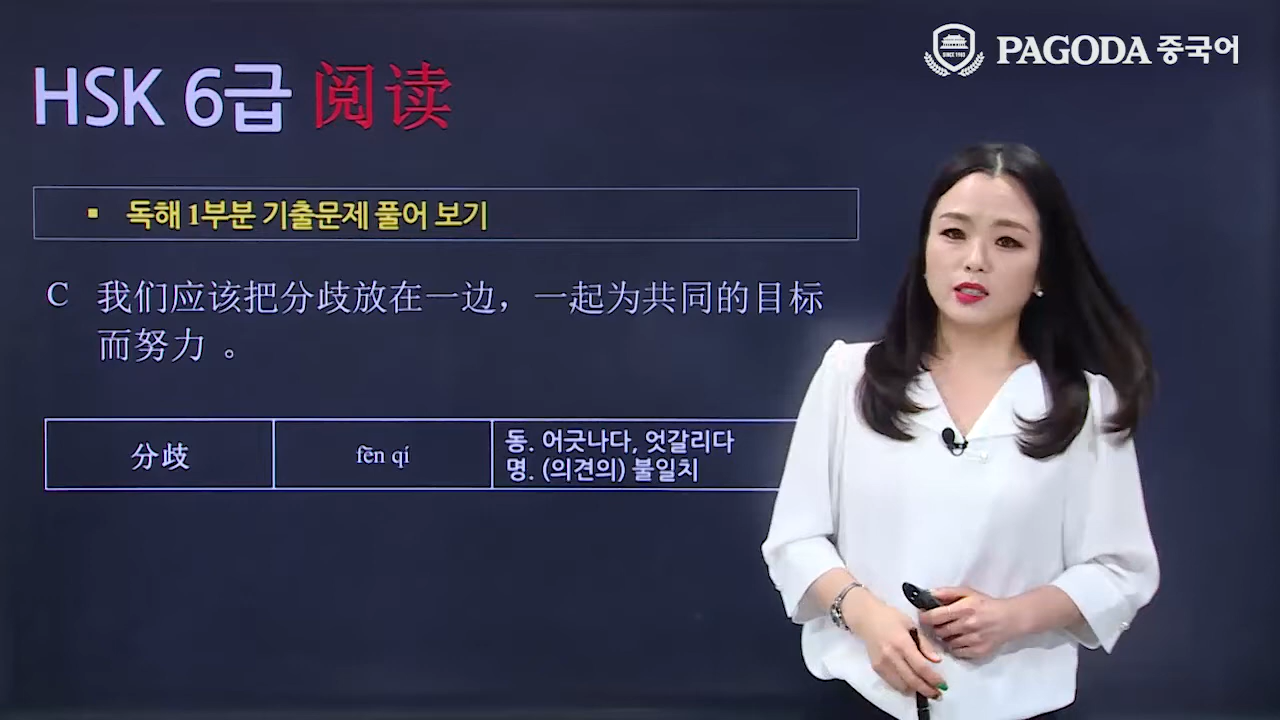 PAGODA 중국어
SINCE 1983
HSK 6급 阅读
▪ 독해 1부분 기출문제 풀어 보기
C 我们应该把分歧放在一边，一起为共同的目标
而努力 。
分歧 fēn qí 동. 어긋나다, 엇갈리다
명. (의견의) 불일치